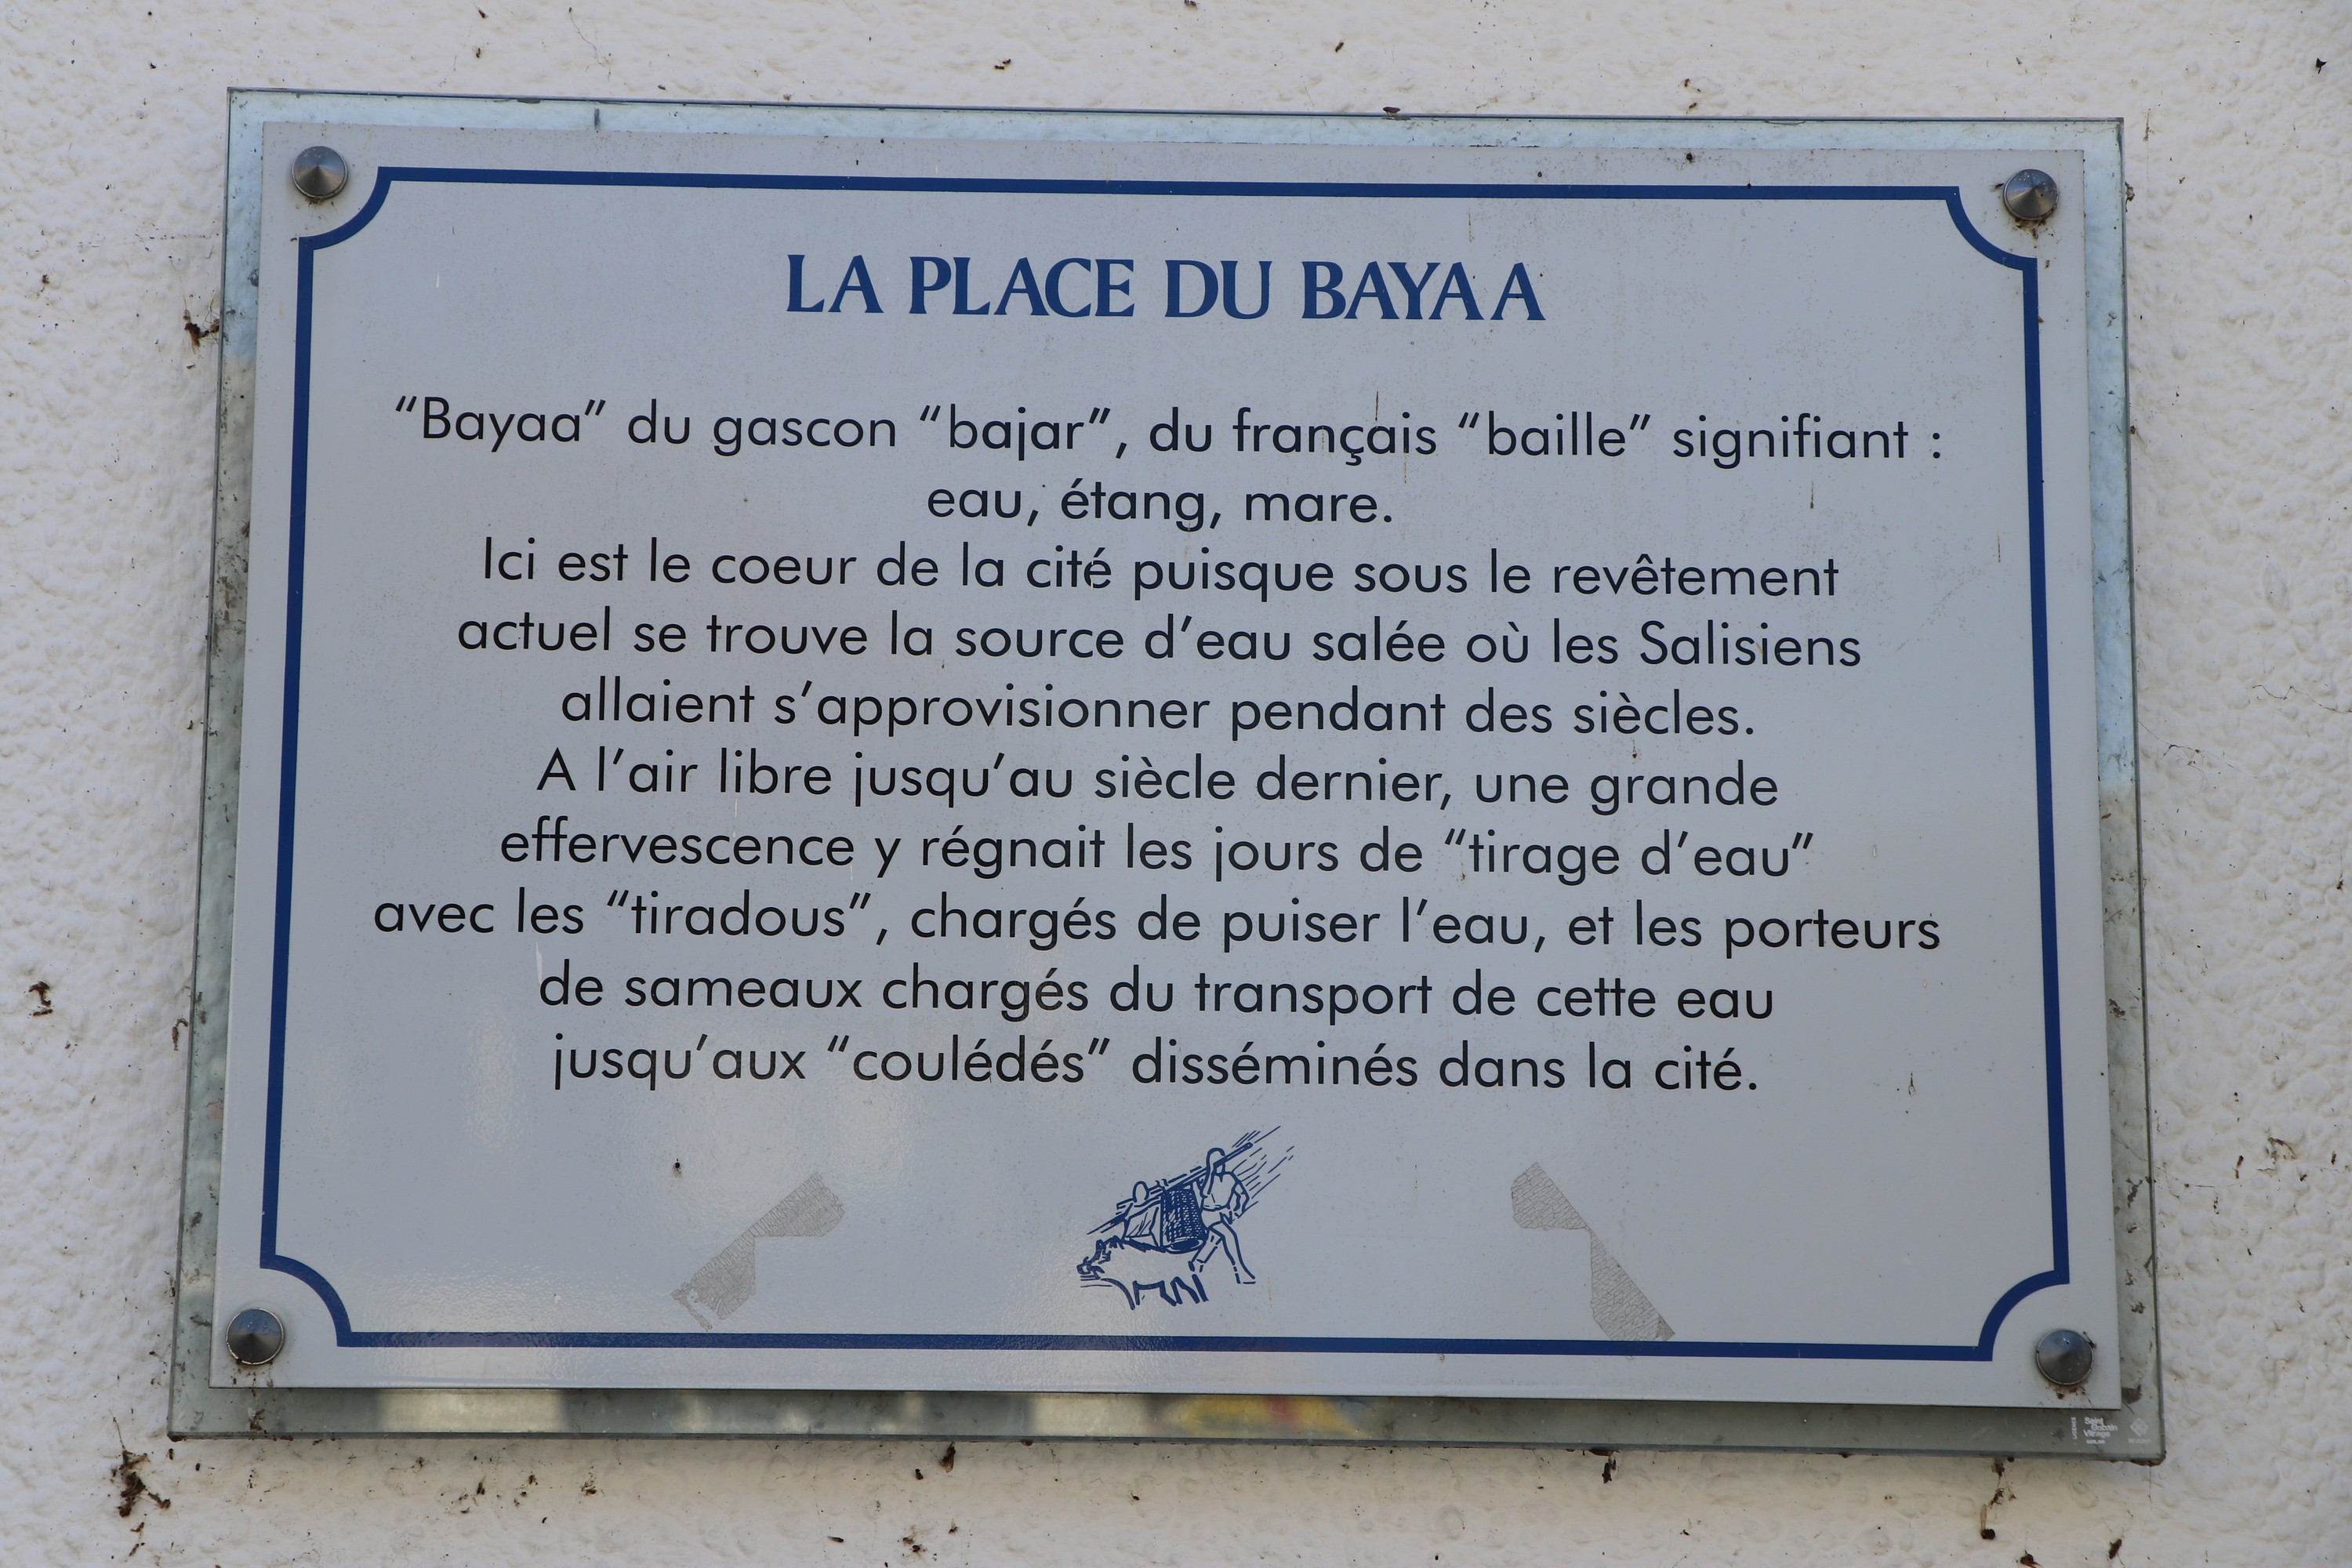 LA PLACE DU BAYAA
“Bayaa” du gascon “bajar”, du français “baille” signifiant :
eau, étang, mare.
Ici est le coeur de la cité puisque sous le revêtement
actuel se trouve la source d’eau salée où les Salisiens
allaient s’approvisionner pendant des siècles.
A l’air libre jusqu’au siècle dernier, une grande
effervescence y régnait les jours de “tirage d’eau”
avec les “tiradous”, chargés de puiser l’eau, et les porteurs
de sameaux chargés du transport de cette eau
jusqu’aux “coulédés” disséminés dans la cité.